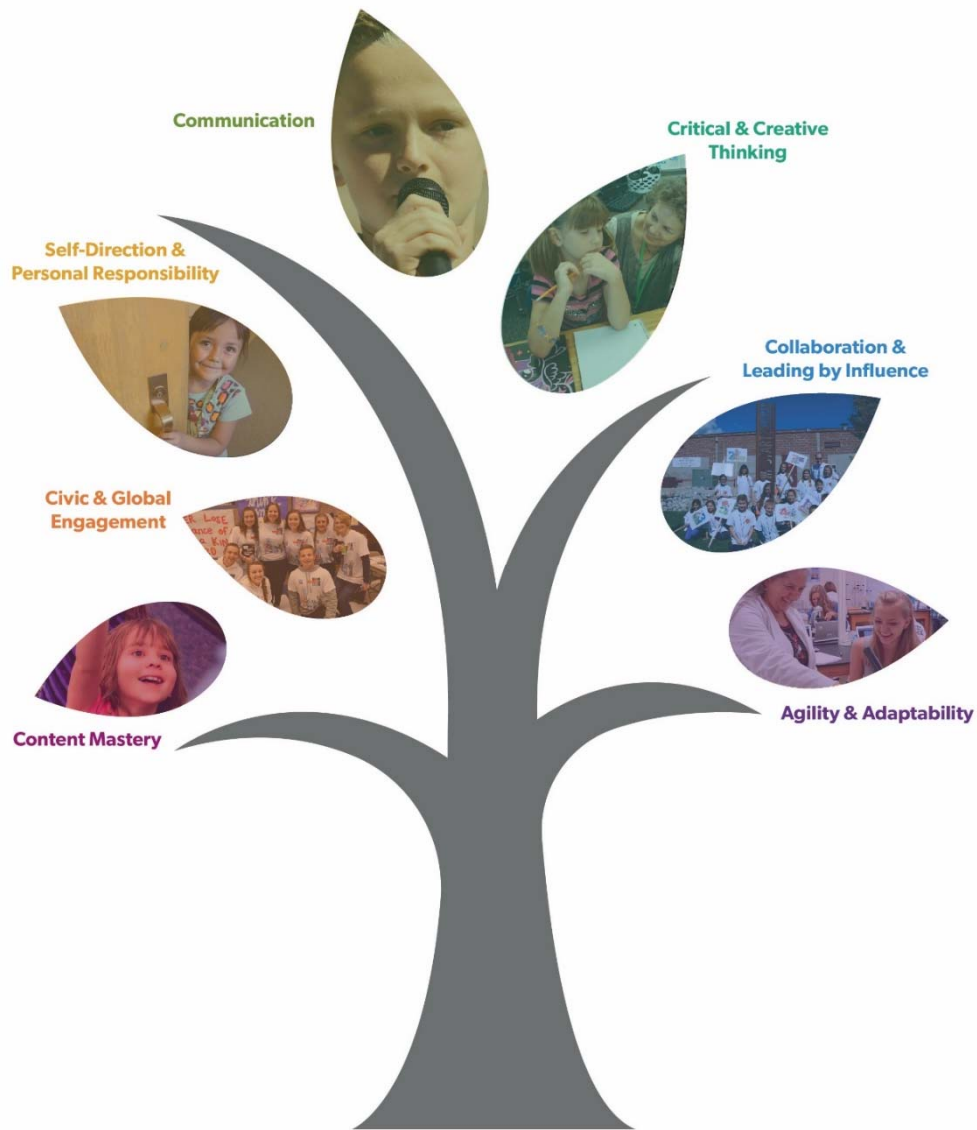 Communication
Critical & Creative
Thinking
Self-Direction &
Personal Responsibility
Collaboration &
Leading by Influence
Civic & Global
Engagement
Agility & Adaptability
Content Mastery